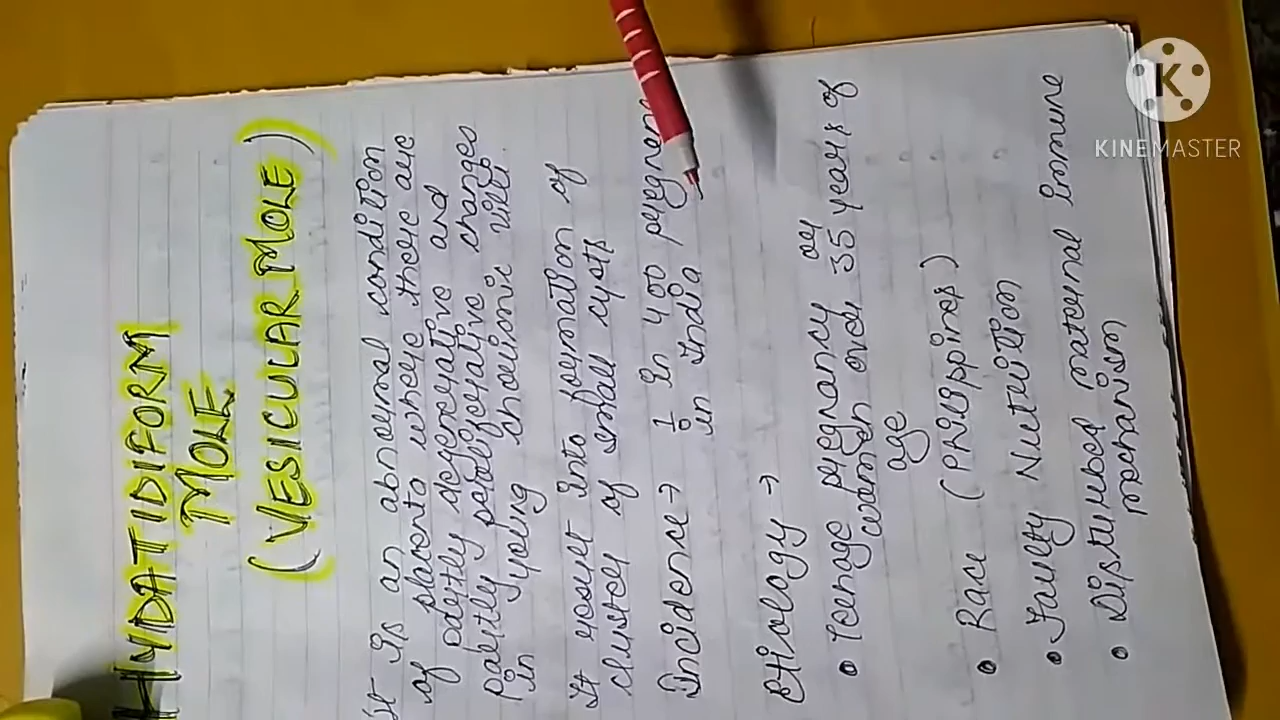 HYDATIDIFORM
MOLE
(VESICULAR MOLE)
It is an abnormal condition
of placenta where there are
partly degenerative and
partly proliferative changes
in young chorionic villi
It result into formation of
cluster of small cysts
Incidence → 1 in 400
in India
Etiology →
• Teenage pregnancy or
women over 35 years of
age
• Race (Philippines)
• Faulty Nutrition
• Disturbed maternal immune
mechanism
K
KINEMASTER